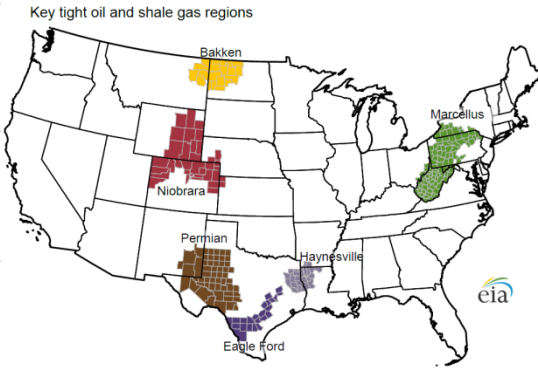 Key tight oil and shale gas regions
Bakken
Marcellus
Niobrara
Permian
Haynesville
eia
Eagle Ford